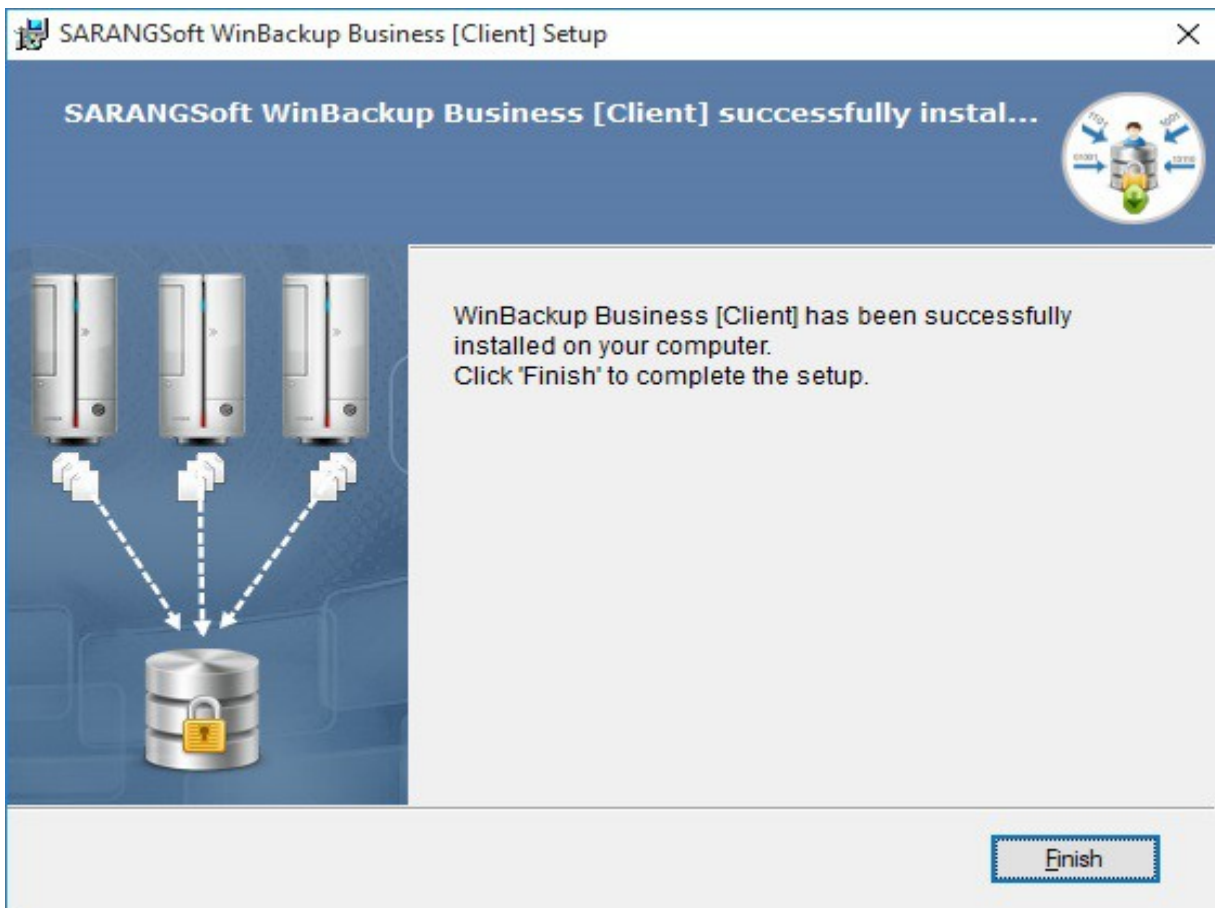 SARANGSoft WinBackup Business [Client] Setup
SARANGSoft WinBackup Business [Client] successfully instal...
WinBackup Business [Client] has been successfully
installed on your computer.
Click 'Finish' to complete the setup.
Finish